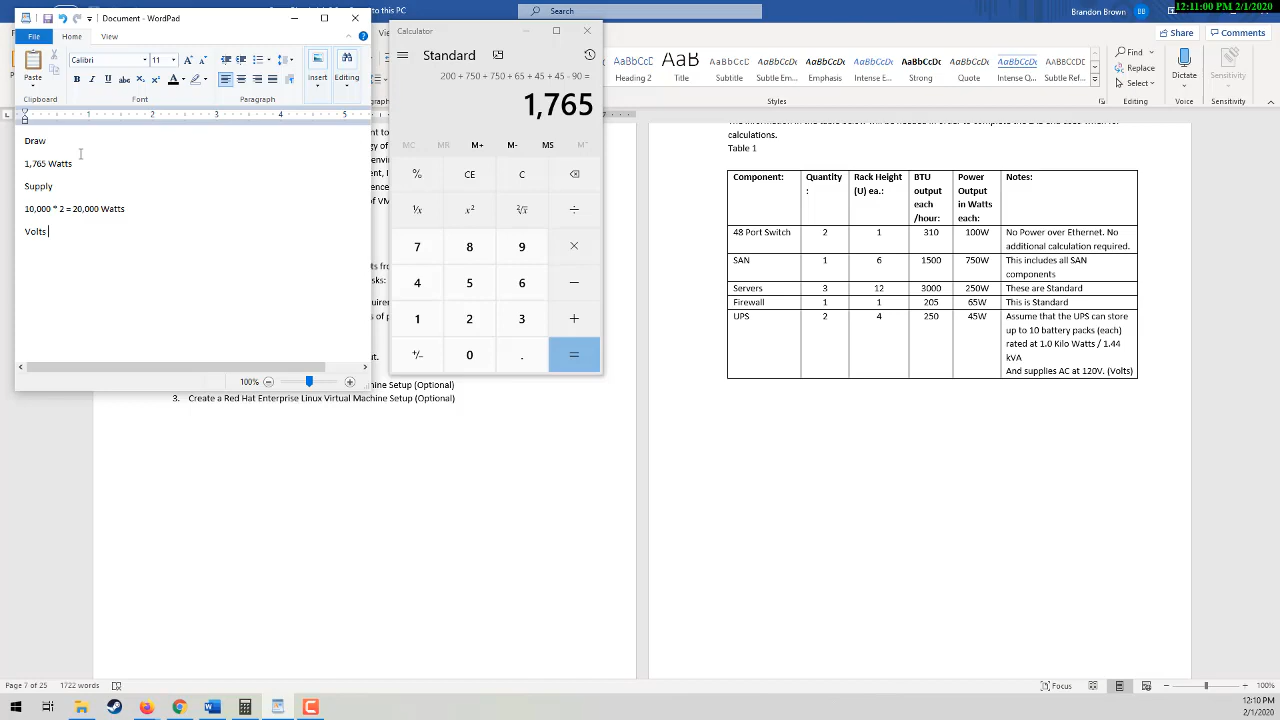 Document - WordPad
File
Home
View
Calibri
11
Paste
Clipboard
Font
Paragraph
Insert
Editing
Draw
1,765 Watts
Supply
10,000 * 2 = 20,000 Watts
Volts
100%
Calculator
Standard
200 + 750 + 750 + 65 + 45 + 45 − 90 =
1,765
MC MR M+ M- MS M˅
% CE C
¹/x x² ²√x ÷
7 8 9 ×
4 5 6 −
1 2 3 +
+/− 0 . =
to this PC
Search
Brandon Brown
BB
12:11:00 PM 2/1/2020
Share
Comments
Heading 2
Title
Subtitle
Subtle Em...
Emphasis
Intense E...
Strong
Quote
Intense Q...
Subtle Ref...
Styles
Find
Replace
Select
Editing
Dictate
Voice
Sensitivity
Sensitivity
calculations.
Table 1
Component: Quantity : Rack Height (U) ea.: BTU output each /hour: Power Output in Watts each: Notes:
48 Port Switch 2 1 310 100W No Power over Ethernet. No additional calculation required.
SAN 1 6 1500 750W This includes all SAN components
Servers 3 12 3000 250W These are Standard
Firewall 1 1 205 65W This is Standard
UPS 2 4 250 45W Assume that the UPS can store up to 10 battery packs (each) rated at 1.0 Kilo Watts / 1.44 kVA And supplies AC at 120V. (Volts)
hine Setup (Optional)
3. Create a Red Hat Enterprise Linux Virtual Machine Setup (Optional)
Page 7 of 25
1722 words
Focus
100%
12:10 PM
2/1/2020